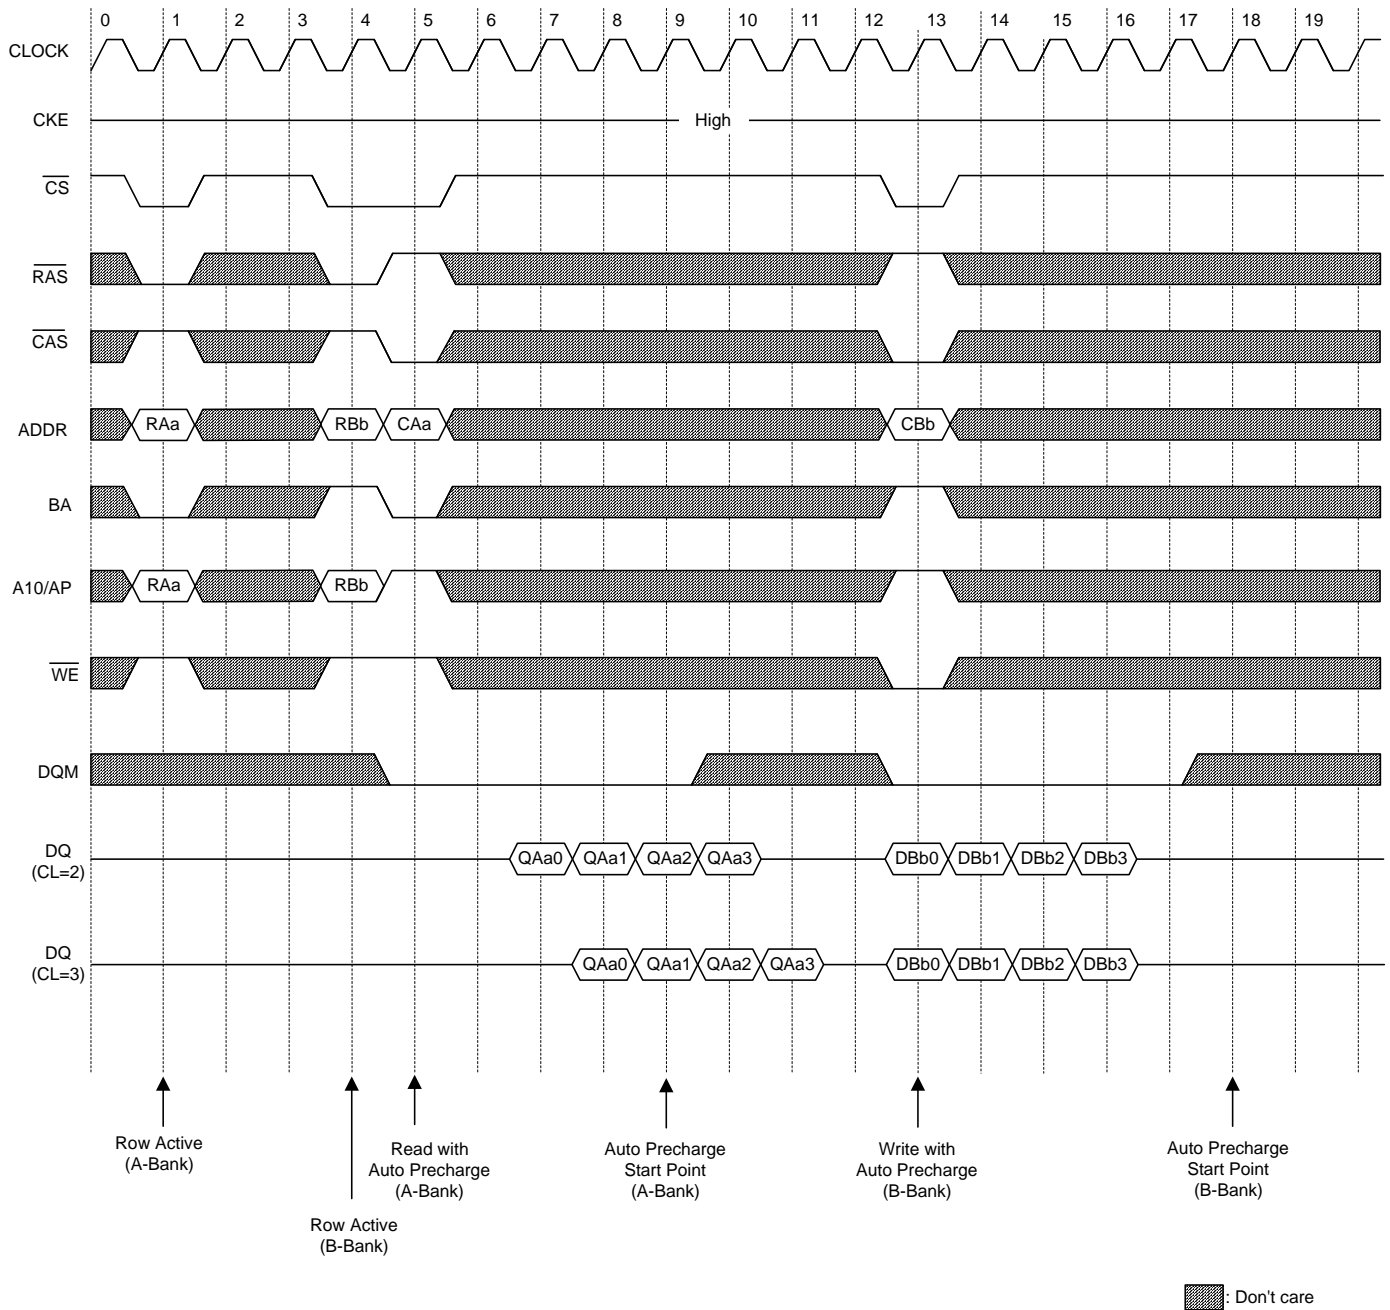 0 1 2 3 4 5 6 7 8 9 10 11 12 13 14 15 16 17 18 19
CLOCK
CKE High
CS
RAS
CAS
ADDR RAa RBb CAa CBb
BA
A10/AP RAa RBb
WE
DQM
DQ
(CL=2)
QAa0 QAa1 QAa2 QAa3 DBb0 DBb1 DBb2 DBb3
DQ
(CL=3)
QAa0 QAa1 QAa2 QAa3 DBb0 DBb1 DBb2 DBb3
Row Active
(A-Bank)
Row Active
(B-Bank)
Read with
Auto Precharge
(A-Bank)
Auto Precharge
Start Point
(A-Bank)
Write with
Auto Precharge
(B-Bank)
Auto Precharge
Start Point
(B-Bank)
: Don't care